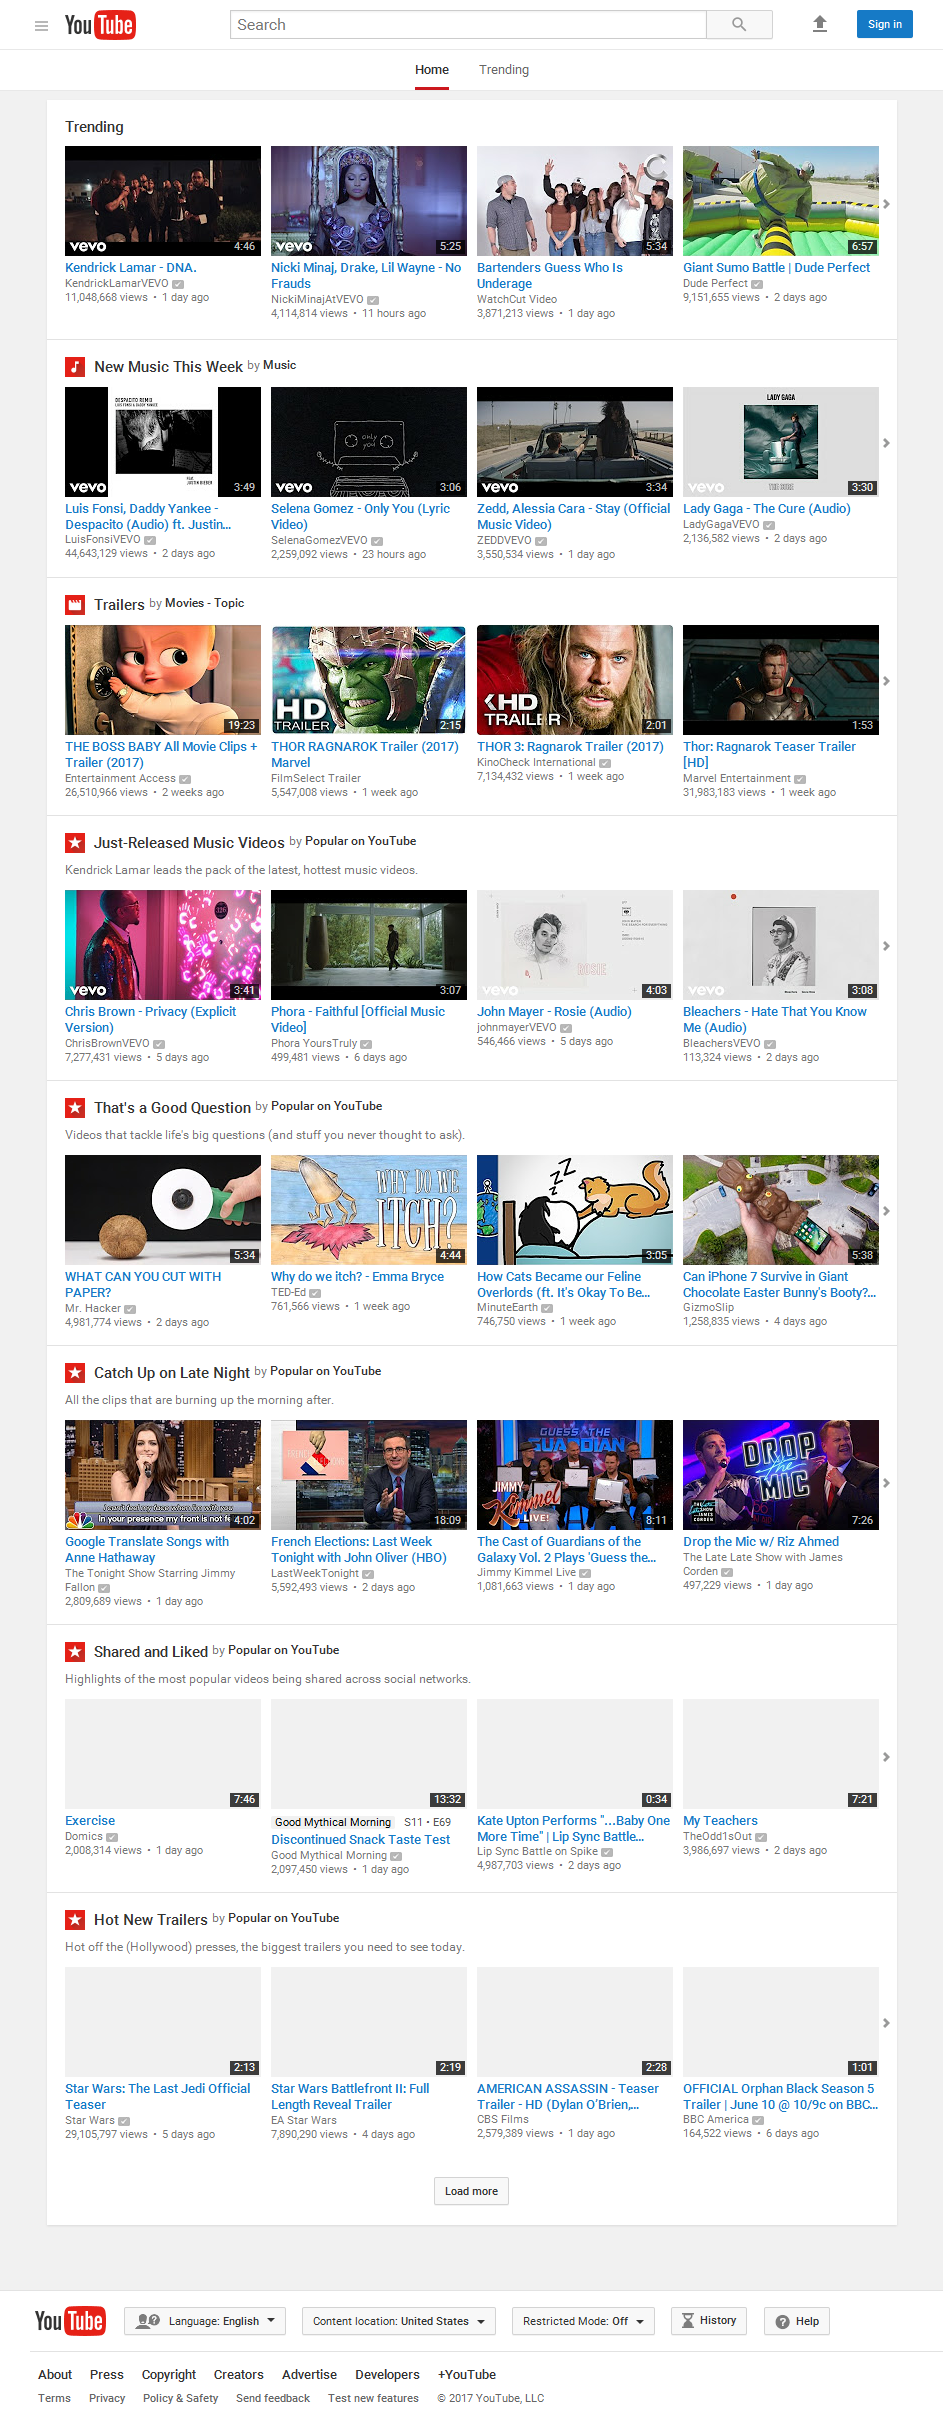 YouTube
Search
Sign in
Home Trending
Trending
vevo 4:46
vevo 5:25
5:34
6:57
Kendrick Lamar - DNA.
KendrickLamarVEVO
11,048,668 views • 1 day ago
Nicki Minaj, Drake, Lil Wayne - No
Frauds
NickiMinajAtVEVO
4,114,814 views • 11 hours ago
Bartenders Guess Who Is
Underage
WatchCut Video
3,871,213 views • 1 day ago
Giant Sumo Battle | Dude Perfect
Dude Perfect
9,151,655 views • 2 days ago
New Music This Week by Music
DESPACITO REMIX
LUIS FONSI & DADDY YANKEE
FEAT.
JUSTIN BIEBER
vevo 3:49
only
you
vevo 3:06
vevo 3:34
LADY GAGA
THE CURE
vevo 3:30
Luis Fonsi, Daddy Yankee -
Despacito (Audio) ft. Justin...
LuisFonsiVEVO
44,643,129 views • 2 days ago
Selena Gomez - Only You (Lyric
Video)
SelenaGomezVEVO
2,259,092 views • 23 hours ago
Zedd, Alessia Cara - Stay (Official
Music Video)
ZEDDVEVO
3,550,534 views • 1 day ago
Lady Gaga - The Cure (Audio)
LadyGagaVEVO
2,136,582 views • 2 days ago
Trailers by Movies - Topic
19:23
HD
TRAILER 2:15
KHD
TRAILER 2:01
1:53
THE BOSS BABY All Movie Clips +
Trailer (2017)
Entertainment Access
26,510,966 views • 2 weeks ago
THOR RAGNAROK Trailer (2017)
Marvel
FilmSelect Trailer
5,547,008 views • 1 week ago
THOR 3: Ragnarok Trailer (2017)
KinoCheck International
7,134,432 views • 1 week ago
Thor: Ragnarok Teaser Trailer
[HD]
Marvel Entertainment
31,983,183 views • 1 week ago
Just-Released Music Videos by Popular on YouTube
Kendrick Lamar leads the pack of the latest, hottest music videos.
vevo 3:41
3:07
ROSIE
vevo 4:03
vevo 3:08
Chris Brown - Privacy (Explicit
Version)
ChrisBrownVEVO
7,277,431 views • 5 days ago
Phora - Faithful [Official Music
Video]
Phora YoursTruly
499,481 views • 6 days ago
John Mayer - Rosie (Audio)
johnmayerVEVO
546,466 views • 5 days ago
Bleachers - Hate That You Know
Me (Audio)
BleachersVEVO
113,324 views • 2 days ago
That's a Good Question by Popular on YouTube
Videos that tackle life's big questions (and stuff you never thought to ask).
5:34
WHY DO WE
ITCH?
4:44
ZZZ
3:05
5:38
WHAT CAN YOU CUT WITH
PAPER?
Mr. Hacker
4,981,774 views • 2 days ago
Why do we itch? - Emma Bryce
TED-Ed
761,566 views • 1 week ago
How Cats Became our Feline
Overlords (ft. It's Okay To Be...
MinuteEarth
746,750 views • 1 week ago
Can iPhone 7 Survive in Giant
Chocolate Easter Bunny's Booty?...
GizmoSlip
1,258,835 views • 4 days ago
Catch Up on Late Night by Popular on YouTube
All the clips that are burning up the morning after.
I can't feel my face when I'm with you
In your presence my front is not fe
4:02
FRENCH ELECTIONS
18:09
GUESS THE
GUARDIAN
JIMMY
Kimmel
LIVE!
8:11
DROP
the
MIC
THE Late Late SHOW with JAMES CORDEN
7:26
Google Translate Songs with
Anne Hathaway
The Tonight Show Starring Jimmy
Fallon
2,809,689 views • 1 day ago
French Elections: Last Week
Tonight with John Oliver (HBO)
LastWeekTonight
5,592,493 views • 2 days ago
The Cast of Guardians of the
Galaxy Vol. 2 Plays 'Guess the...
Jimmy Kimmel Live
1,081,663 views • 1 day ago
Drop the Mic w/ Riz Ahmed
The Late Late Show with James
Corden
497,229 views • 1 day ago
Shared and Liked by Popular on YouTube
Highlights of the most popular videos being shared across social networks.
7:46
13:32
0:34
7:21
Exercise
Domics
2,008,314 views • 1 day ago
Good Mythical Morning S11 • E69
Discontinued Snack Taste Test
Good Mythical Morning
2,097,450 views • 1 day ago
Kate Upton Performs "...Baby One
More Time" | Lip Sync Battle...
Lip Sync Battle on Spike
4,987,703 views • 2 days ago
My Teachers
TheOdd1sOut
3,986,697 views • 2 days ago
Hot New Trailers by Popular on YouTube
Hot off the (Hollywood) presses, the biggest trailers you need to see today.
2:13
2:19
2:28
1:01
Star Wars: The Last Jedi Official
Teaser
Star Wars
29,105,797 views • 5 days ago
Star Wars Battlefront II: Full
Length Reveal Trailer
EA Star Wars
7,890,290 views • 4 days ago
AMERICAN ASSASSIN - Teaser
Trailer - HD (Dylan O'Brien,...
CBS Films
2,579,389 views • 1 day ago
OFFICIAL Orphan Black Season 5
Trailer | June 10 @ 10/9c on BBC...
BBC America
164,522 views • 6 days ago
Load more
YouTube Language: English Content location: United States Restricted Mode: Off History Help
About Press Copyright Creators Advertise Developers +YouTube
Terms Privacy Policy & Safety Send feedback Test new features © 2017 YouTube, LLC